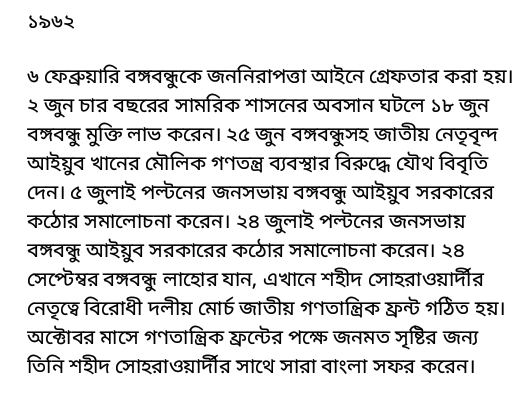 ১৯৬২
৬ ফেব্রুয়ারি বঙ্গবন্ধুকে জননিরাপত্তা আইনে গ্রেফতার করা হয়।
২ জুন চার বছরের সামরিক শাসনের অবসান ঘটলে ১৮ জুন
বঙ্গবন্ধু মুক্তি লাভ করেন। ২৫ জুন বঙ্গবন্ধুসহ জাতীয় নেতৃবৃন্দ
আইয়ুব খানের মৌলিক গণতন্ত্র ব্যবস্থার বিরুদ্ধে যৌথ বিবৃতি
দেন। ৫ জুলাই পল্টনের জনসভায় বঙ্গবন্ধু আইয়ুব সরকারের
কঠোর সমালোচনা করেন। ২৪ জুলাই পল্টনের জনসভায়
বঙ্গবন্ধু আইয়ুব সরকারের কঠোর সমালোচনা করেন। ২৪
সেপ্টেম্বর বঙ্গবন্ধু লাহোর যান, এখানে শহীদ সোহরাওয়ার্দীর
নেতৃত্বে বিরোধী দলীয় মোর্চ জাতীয় গণতান্ত্রিক ফ্রন্ট গঠিত হয়।
অক্টোবর মাসে গণতান্ত্রিক ফ্রন্টের পক্ষে জনমত সৃষ্টির জন্য
তিনি শহীদ সোহরাওয়ার্দীর সাথে সারা বাংলা সফর করেন।